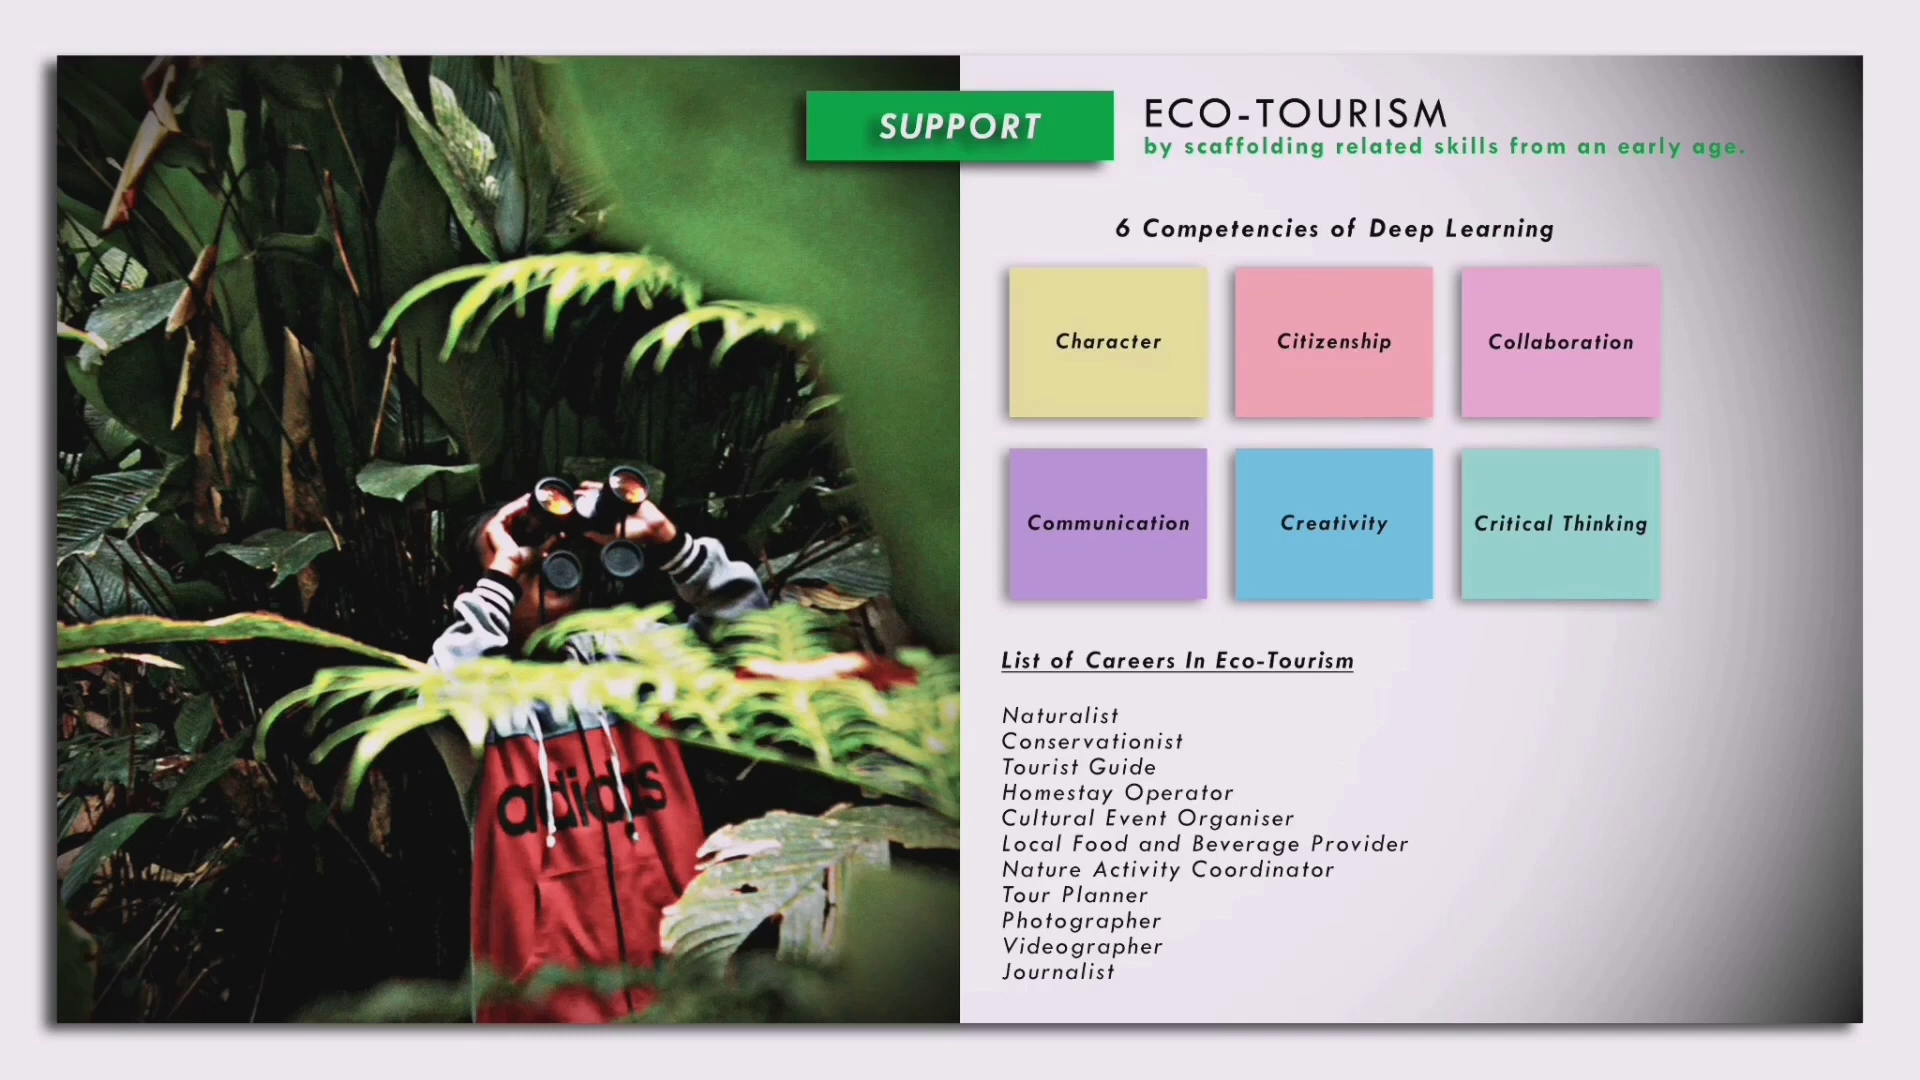 SUPPORT
ECO-TOURISM
by scaffolding related skills from an early age.
6 Competencies of Deep Learning
Character
Citizenship
Collaboration
Communication
Creativity
Critical Thinking
List of Careers In Eco-Tourism
Naturalist
Conservationist
Tourist Guide
Homestay Operator
Cultural Event Organiser
Local Food and Beverage Provider
Nature Activity Coordinator
Tour Planner
Photographer
Videographer
Journalist
adidas